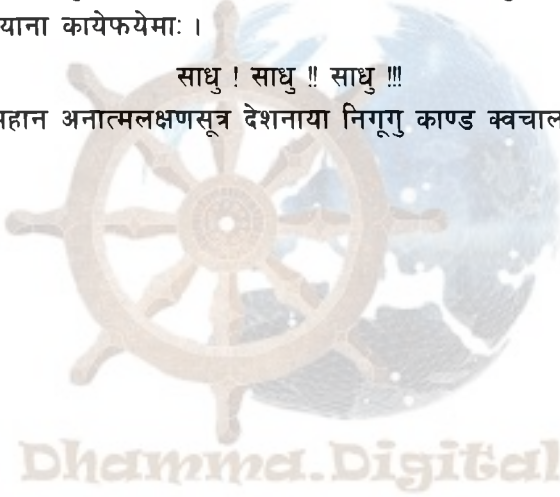 याना कायेफयेमाः ।
साधु ! साधु !! साधु !!!
महान अनात्मलक्षणसूत्र देशनाया निगूगु काण्ड क्वचाल
Dhamma.Digital